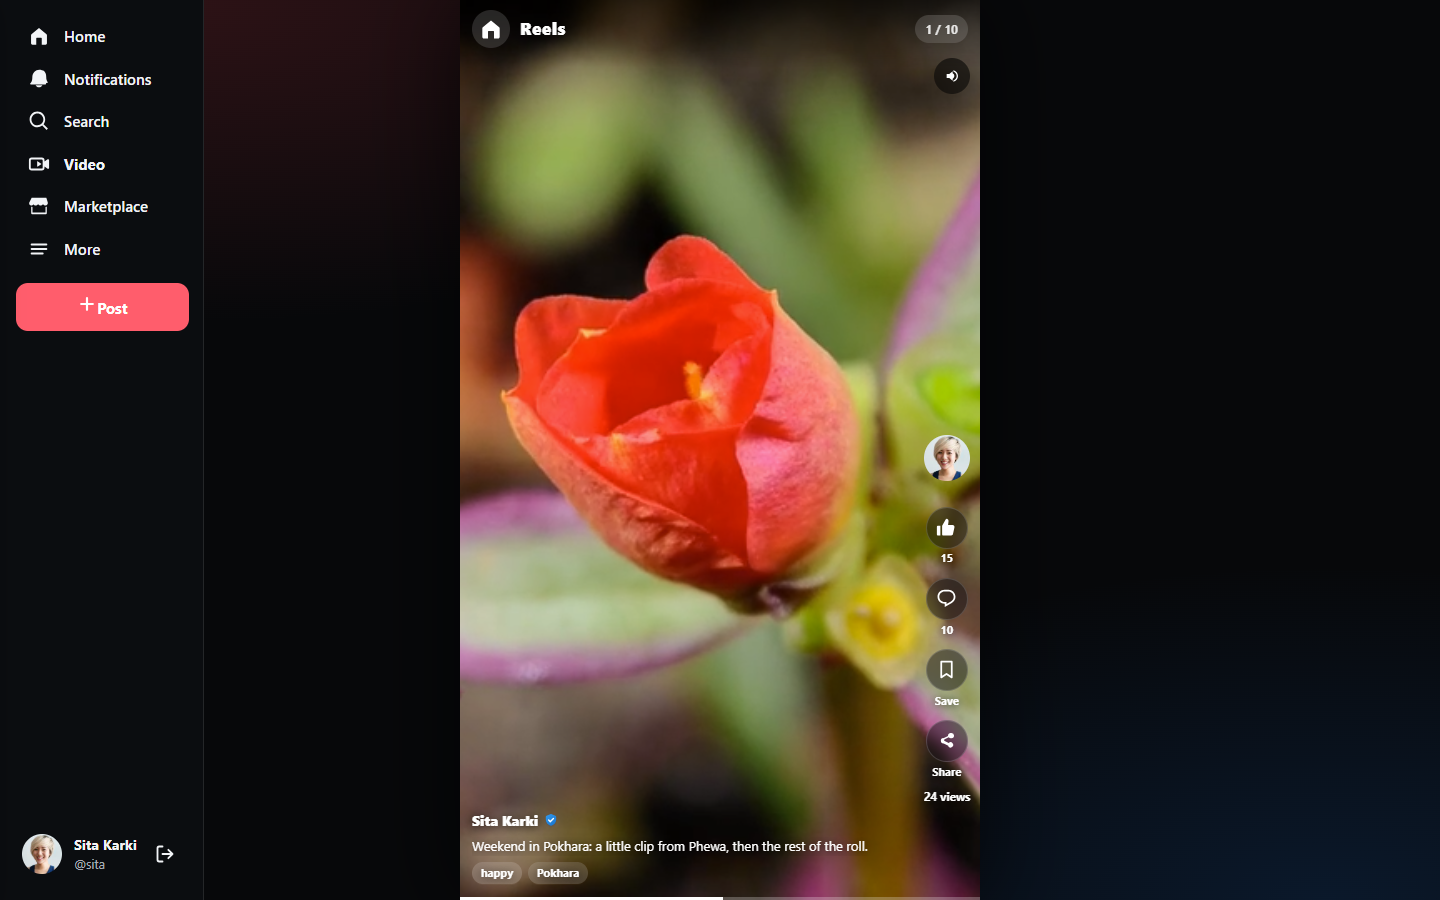 Home
Notifications
Search
Video
Marketplace
More
Post
Sita Karki
@sita
Reels
1 / 10
15
10
Save
Share
24 views
Sita Karki
Weekend in Pokhara: a little clip from Phewa, then the rest of the roll.
happy
Pokhara